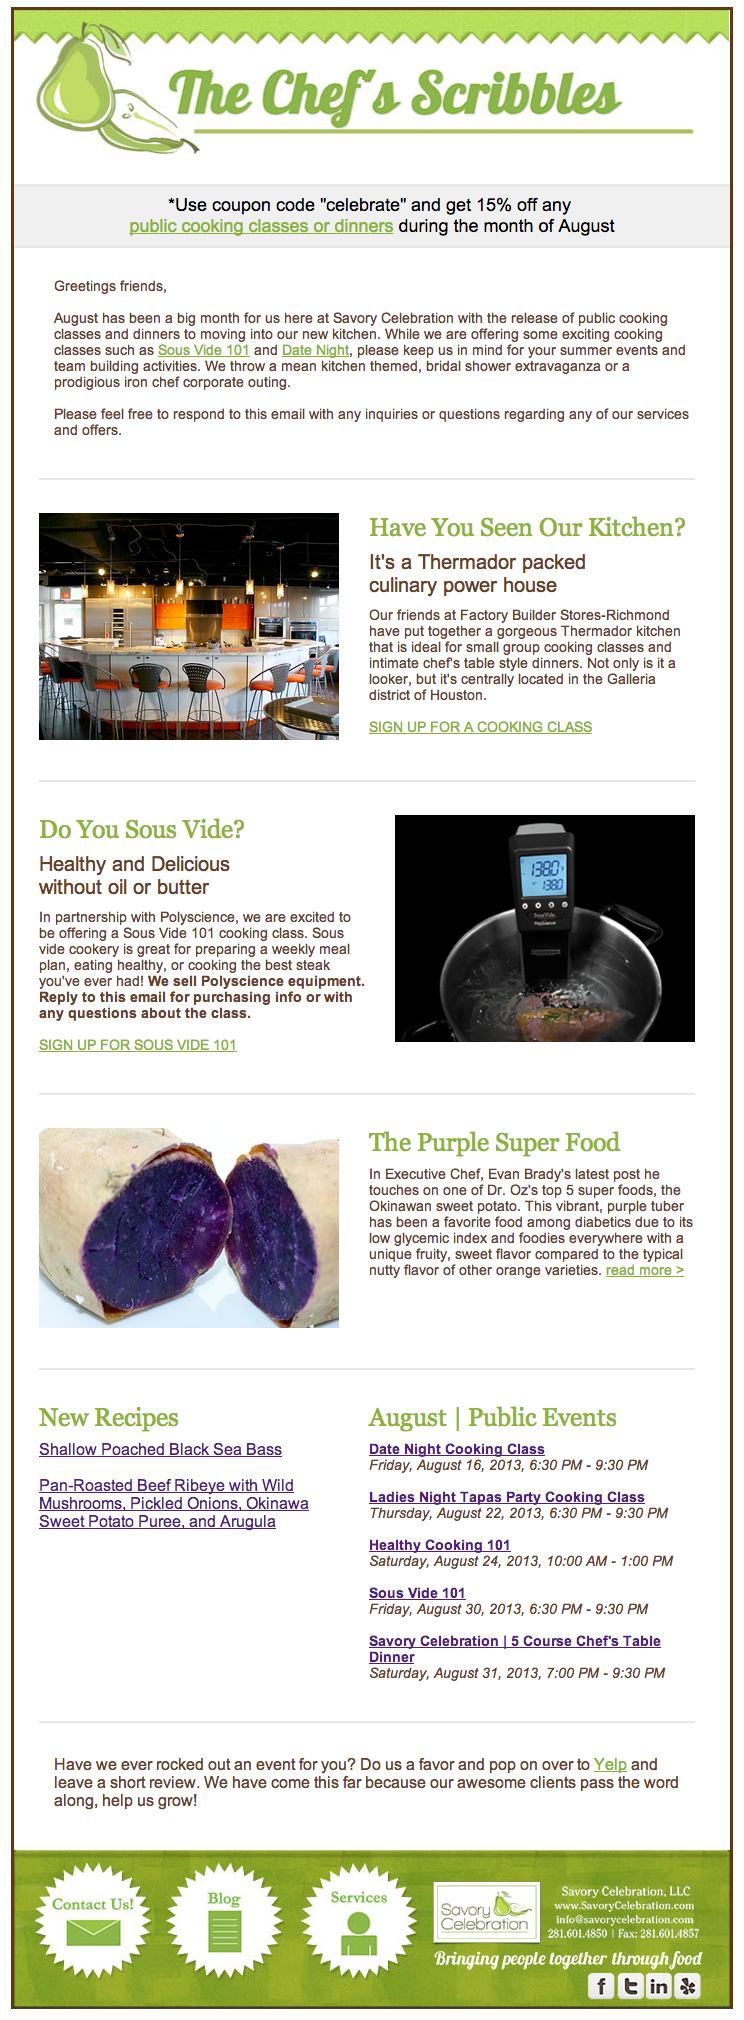 The Chef's Scribbles
*Use coupon code "celebrate" and get 15% off any
public cooking classes or dinners during the month of August
Greetings friends,
August has been a big month for us here at Savory Celebration with the release of public cooking
classes and dinners to moving into our new kitchen. While we are offering some exciting cooking
classes such as Sous Vide 101 and Date Night, please keep us in mind for your summer events and
team building activities. We throw a mean kitchen themed, bridal shower extravaganza or a
prodigious iron chef corporate outing.
Please feel free to respond to this email with any inquiries or questions regarding any of our services
and offers.
Have You Seen Our Kitchen?
It's a Thermador packed
culinary power house
Our friends at Factory Builder Stores-Richmond
have put together a gorgeous Thermador kitchen
that is ideal for small group cooking classes and
intimate chef's table style dinners. Not only is it a
looker, but it's centrally located in the Galleria
district of Houston.
SIGN UP FOR A COOKING CLASS
Do You Sous Vide?
Healthy and Delicious
without oil or butter
In partnership with Polyscience, we are excited to
be offering a Sous Vide 101 cooking class. Sous
vide cookery is great for preparing a weekly meal
plan, eating healthy, or cooking the best steak
you've ever had! We sell Polyscience equipment.
Reply to this email for purchasing info or with
any questions about the class.
SIGN UP FOR SOUS VIDE 101
138.0
138.0
SousVide
PolyScience
The Purple Super Food
In Executive Chef, Evan Brady's latest post he
touches on one of Dr. Oz's top 5 super foods, the
Okinawan sweet potato. This vibrant, purple tuber
has been a favorite food among diabetics due to its
low glycemic index and foodies everywhere with a
unique fruity, sweet flavor compared to the typical
nutty flavor of other orange varieties. read more >
New Recipes
Shallow Poached Black Sea Bass
Pan-Roasted Beef Ribeye with Wild
Mushrooms, Pickled Onions, Okinawa
Sweet Potato Puree, and Arugula
August | Public Events
Date Night Cooking Class
Friday, August 16, 2013, 6:30 PM - 9:30 PM
Ladies Night Tapas Party Cooking Class
Thursday, August 22, 2013, 6:30 PM - 9:30 PM
Healthy Cooking 101
Saturday, August 24, 2013, 10:00 AM - 1:00 PM
Sous Vide 101
Friday, August 30, 2013, 6:30 PM - 9:30 PM
Savory Celebration | 5 Course Chef's Table
Dinner
Saturday, August 31, 2013, 7:00 PM - 9:30 PM
Have we ever rocked out an event for you? Do us a favor and pop on over to Yelp and
leave a short review. We have come this far because our awesome clients pass the word
along, help us grow!
Contact Us!
Blog
Services
Savory
Celebration
Savory Celebration, LLC
www.SavoryCelebration.com
info@savorycelebration.com
281.601.4850 | Fax: 281.601.4857
Bringing people together through food
f t in